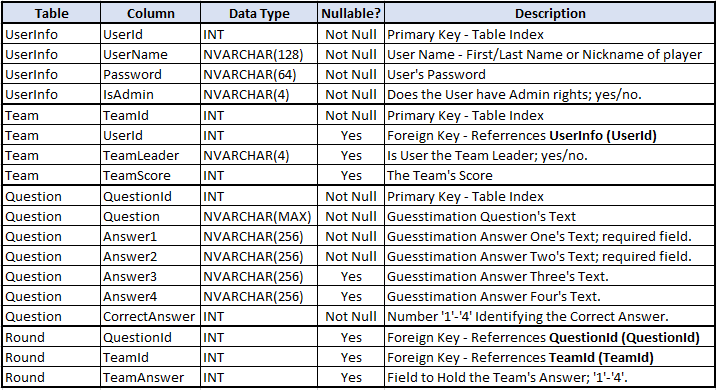 Table Column Data Type Nullable? Description
UserInfo UserId INT Not Null Primary Key - Table Index
UserInfo UserName NVARCHAR(128) Not Null User Name - First/Last Name or Nickname of player
UserInfo Password NVARCHAR(64) Not Null User's Password
UserInfo IsAdmin NVARCHAR(4) Not Null Does the User have Admin rights; yes/no.
Team TeamId INT Not Null Primary Key - Table Index
Team UserId INT Yes Foreign Key - Referrences UserInfo (UserId)
Team TeamLeader NVARCHAR(4) Yes Is User the Team Leader; yes/no.
Team TeamScore INT Yes The Team's Score
Question QuestionId INT Not Null Primary Key - Table Index
Question Question NVARCHAR(MAX) Not Null Guesstimation Question's Text
Question Answer1 NVARCHAR(256) Not Null Guesstimation Answer One's Text; required field.
Question Answer2 NVARCHAR(256) Not Null Guesstimation Answer Two's Text; required field.
Question Answer3 NVARCHAR(256) Yes Guesstimation Answer Three's Text.
Question Answer4 NVARCHAR(256) Yes Guesstimation Answer Four's Text.
Question CorrectAnswer INT Not Null Number '1'-'4' Identifying the Correct Answer.
Round QuestionId INT Yes Foreign Key - Referrences QuestionId (QuestionId)
Round TeamId INT Yes Foreign Key - Referrences TeamId (TeamId)
Round TeamAnswer INT Yes Field to Hold the Team's Answer; '1'-'4'.